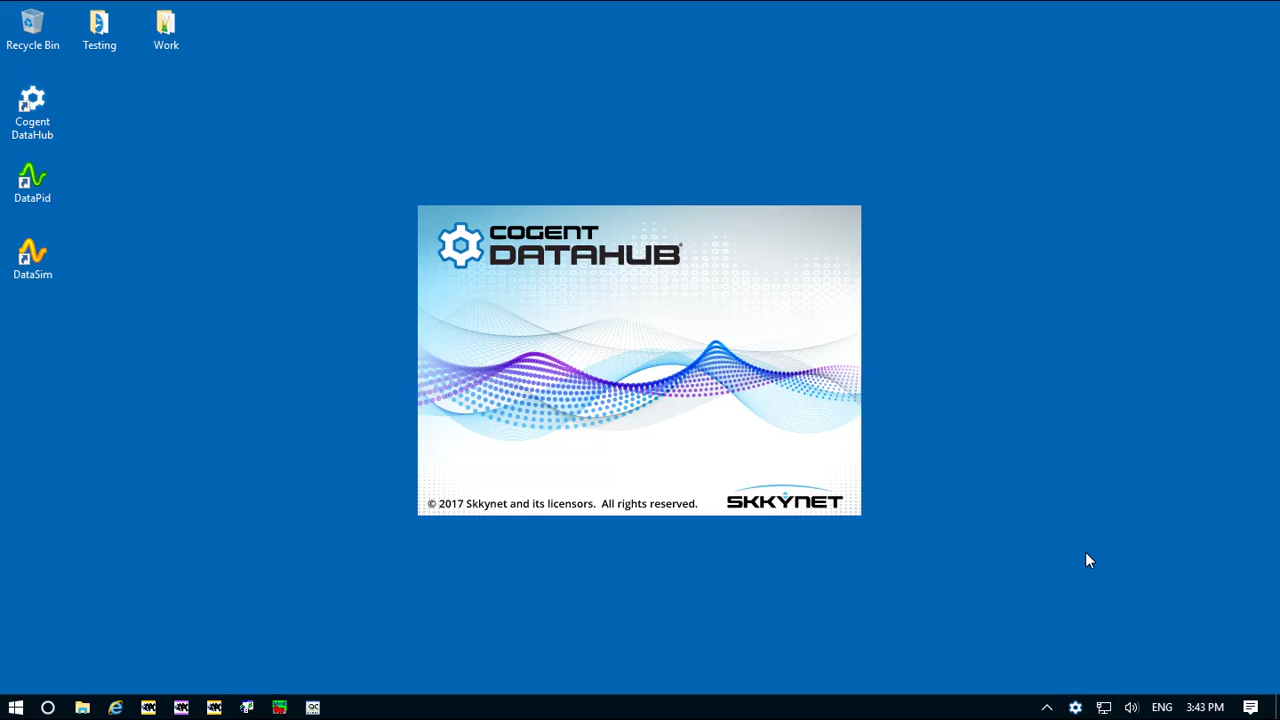 Recycle Bin
Testing
Work
Cogent
DataHub
DataPid
DataSim
COGENT
DATAHUB®
© 2017 Skkynet and its licensors. All rights reserved.
SKKYNET
ENG
3:43 PM